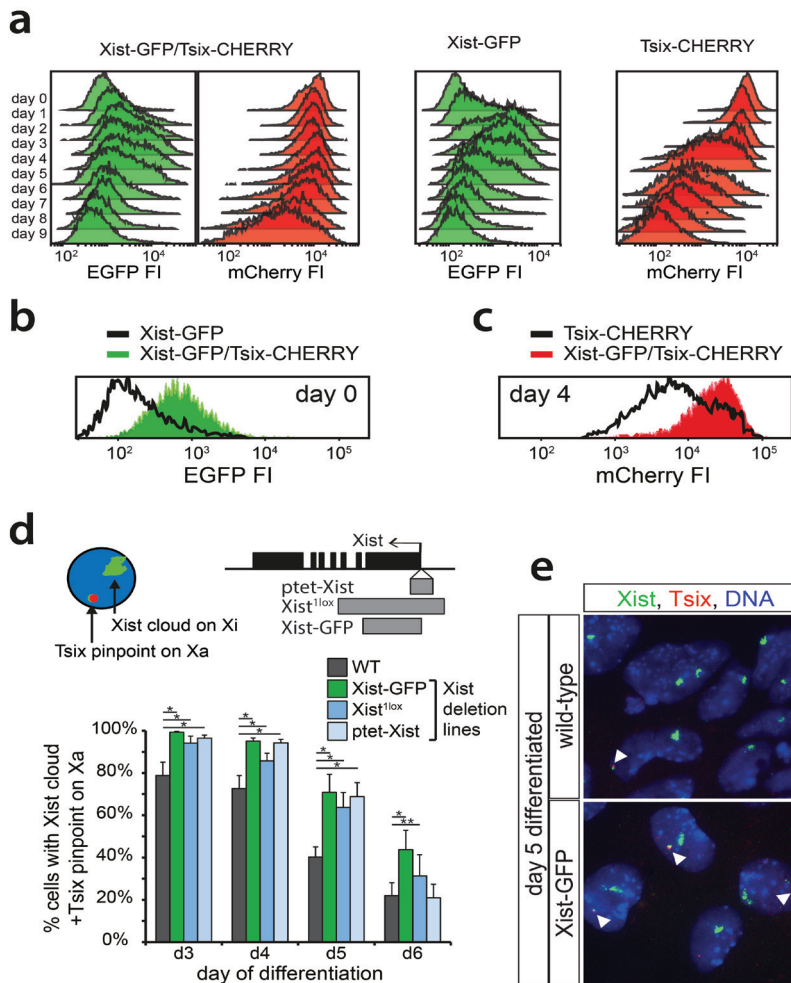 a
Xist-GFP/Tsix-CHERRY
Xist-GFP
Tsix-CHERRY
day 0
day 1
day 2
day 3
day 4
day 5
day 6
day 7
day 8
day 9
10² 10³ 10⁴
EGFP FI
10² 10³ 10⁴
mCherry FI
10² 10³ 10⁴
EGFP FI
10² 10³ 10⁴
mCherry FI
b
Xist-GFP
Xist-GFP/Tsix-CHERRY
day 0
10² 10³ 10⁴ 10⁵
EGFP FI
c
Tsix-CHERRY
Xist-GFP/Tsix-CHERRY
day 4
10² 10³ 10⁴ 10⁵
mCherry FI
d
Xist cloud on Xi
Tsix pinpoint on Xa
Xist
ptet-Xist
Xist¹ˡᵒˣ
Xist-GFP
WT
Xist-GFP
Xist¹ˡᵒˣ
ptet-Xist
Xist
deletion
lines
% cells with Xist cloud
+Tsix pinpoint on Xa
100%
80%
60%
40%
20%
0%
* * *
* * *
* * *
* **
d3 d4 d5 d6
day of differentiation
e
Xist, Tsix, DNA
day 5 differentiated
wild-type
Xist-GFP